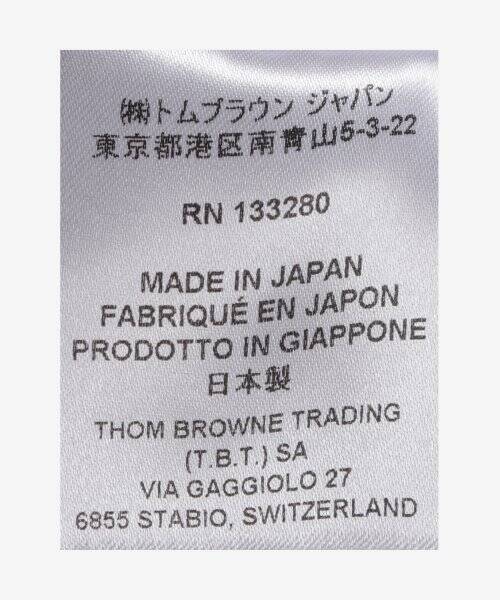 ㈱トムブラウン ジャパン
東京都港区南青山5-3-22
RN 133280
MADE IN JAPAN
FABRIQUÉ EN JAPON
PRODOTTO IN GIAPPONE
日本製
THOM BROWNE TRADING
(T.B.T.) SA
VIA GAGGIOLO 27
6855 STABIO, SWITZERLAND